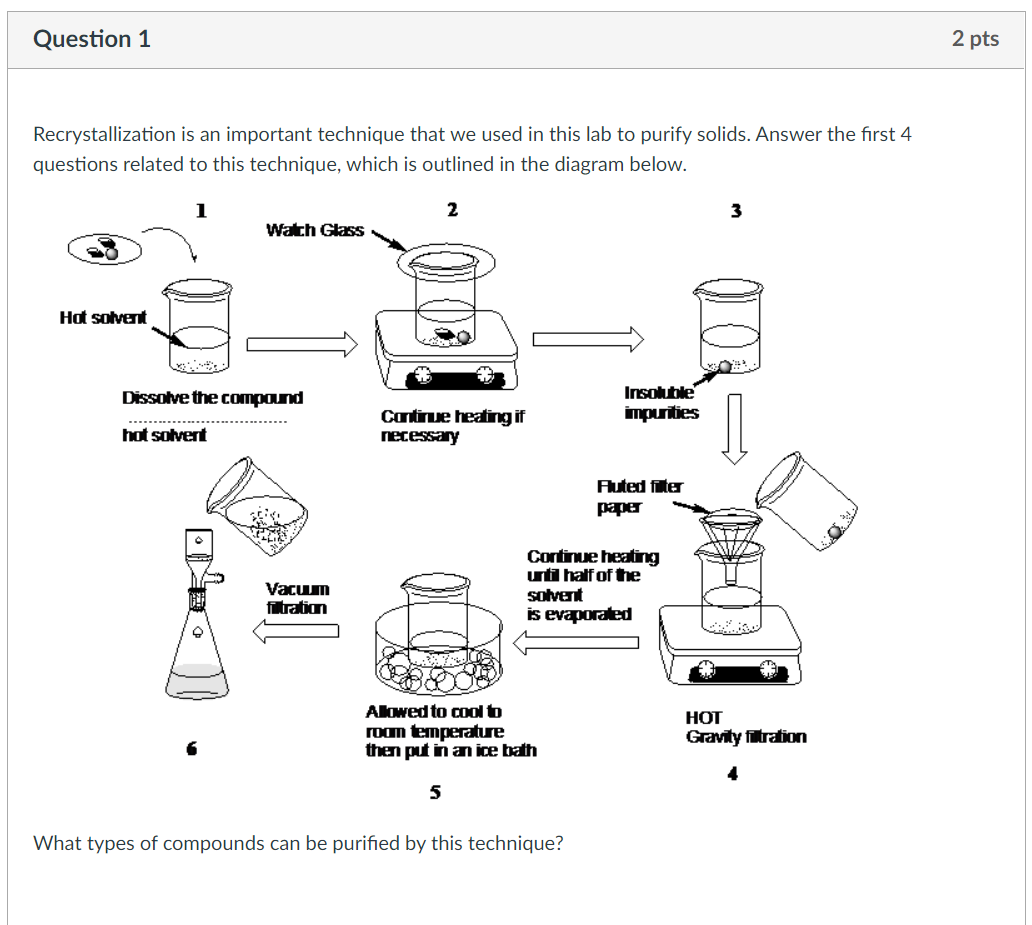 Question 1
2 pts
Recrystallization is an important technique that we used in this lab to purify solids. Answer the first 4
questions related to this technique, which is outlined in the diagram below.
1
2
3
Watch Glass
Hot solvent
Dissolve the compound
hot solvent
Continue heating if
necessary
Insoluble
impurities
Fluted filter
paper
Continue heating
until half of the
solvent
is evaporated
Vacuum
filtration
Allowed to cool to
room temperature
then put in an ice bath
HOT
Gravity filtration
6
4
5
What types of compounds can be purified by this technique?